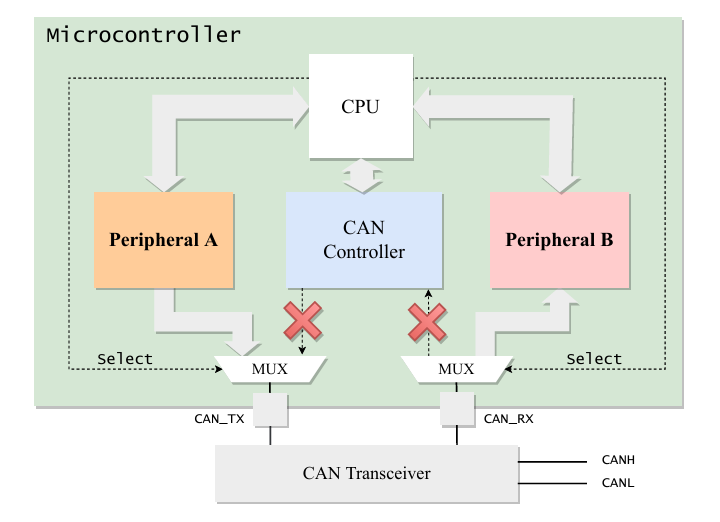 Microcontroller
CPU
Peripheral A
CAN
Controller
Peripheral B
Select
MUX
MUX
Select
CAN_TX
CAN_RX
CAN Transceiver
CANH
CANL